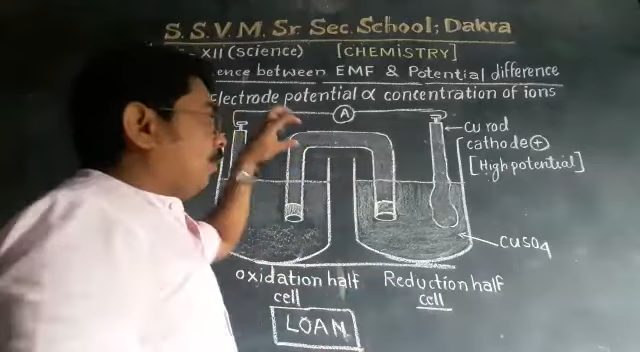 S. S. V. M. Sr. Sec. School; Dakra
XII (science) [CHEMISTRY]
between EMF & Potential difference
electrode potential α concentration of ions
A
cu rod
cathode +
[High potential]
CuSO4
oxidation half cell
Reduction half cell
LOAN